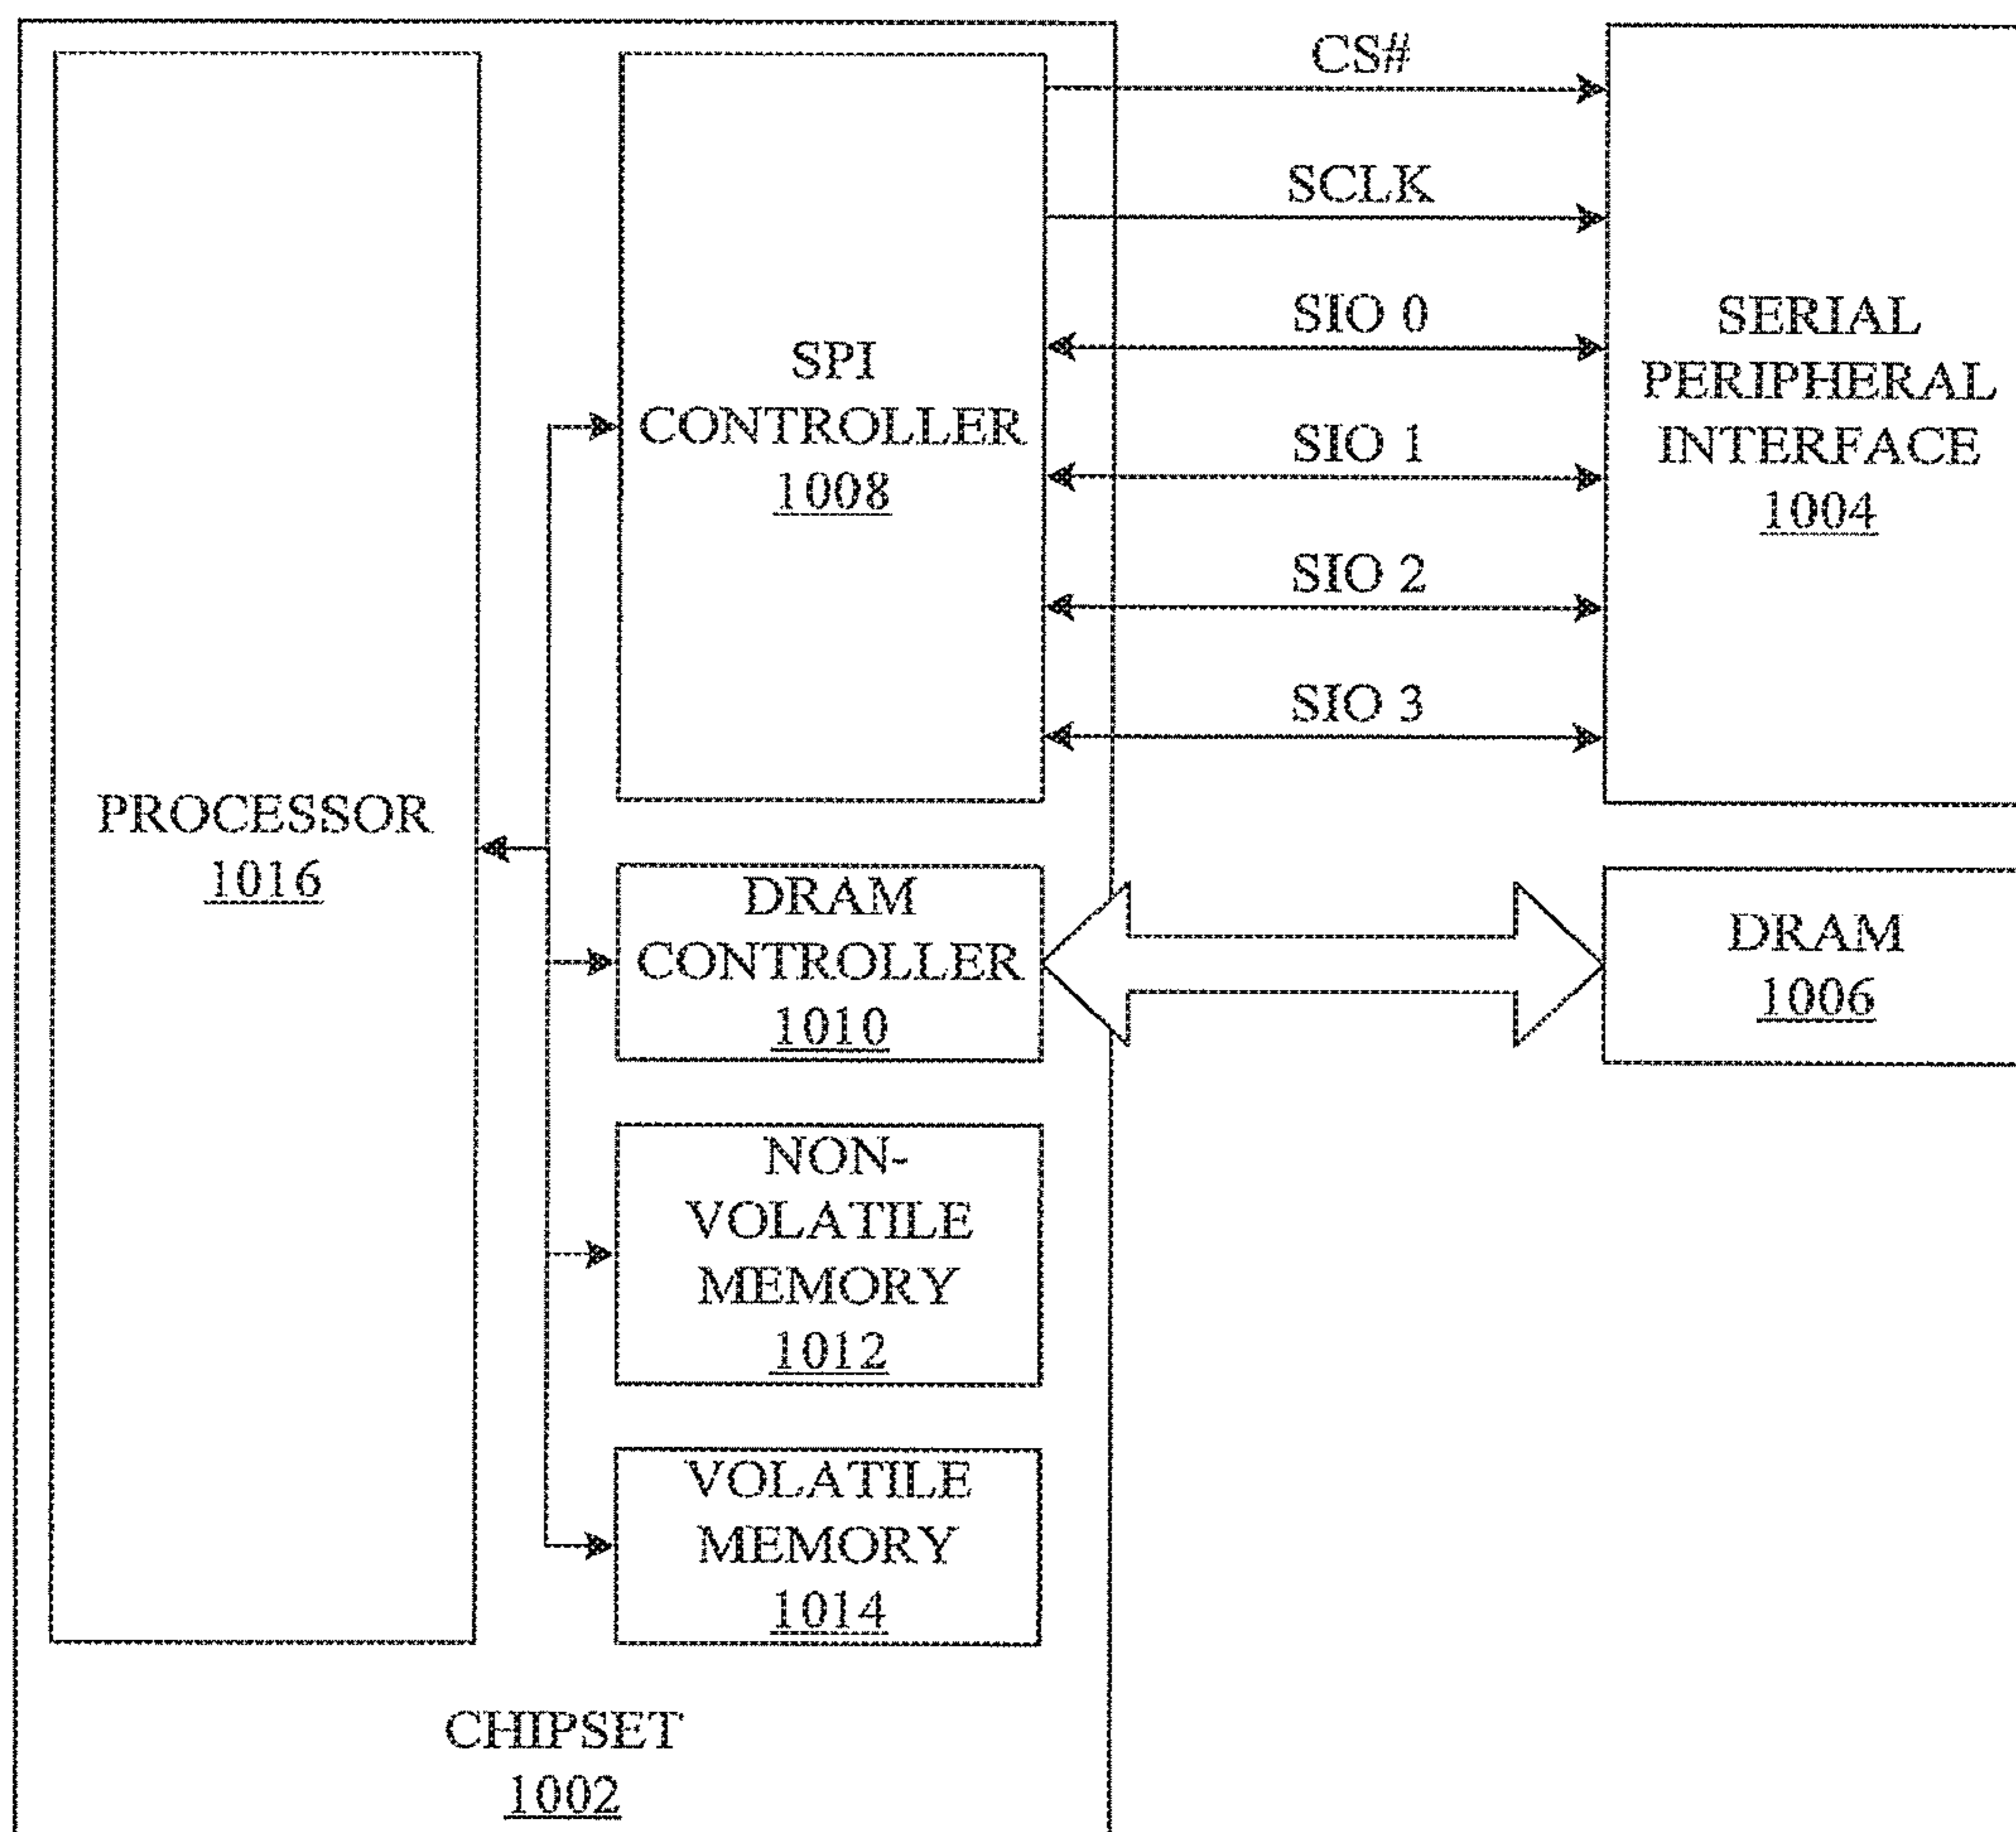 CS#
SCLK
SIO 0
SIO 1
SIO 2
SIO 3
SPI
CONTROLLER
1008
SERIAL
PERIPHERAL
INTERFACE
1004
PROCESSOR
1016
DRAM
CONTROLLER
1010
DRAM
1006
NON-
VOLATILE
MEMORY
1012
VOLATILE
MEMORY
1014
CHIPSET
1002